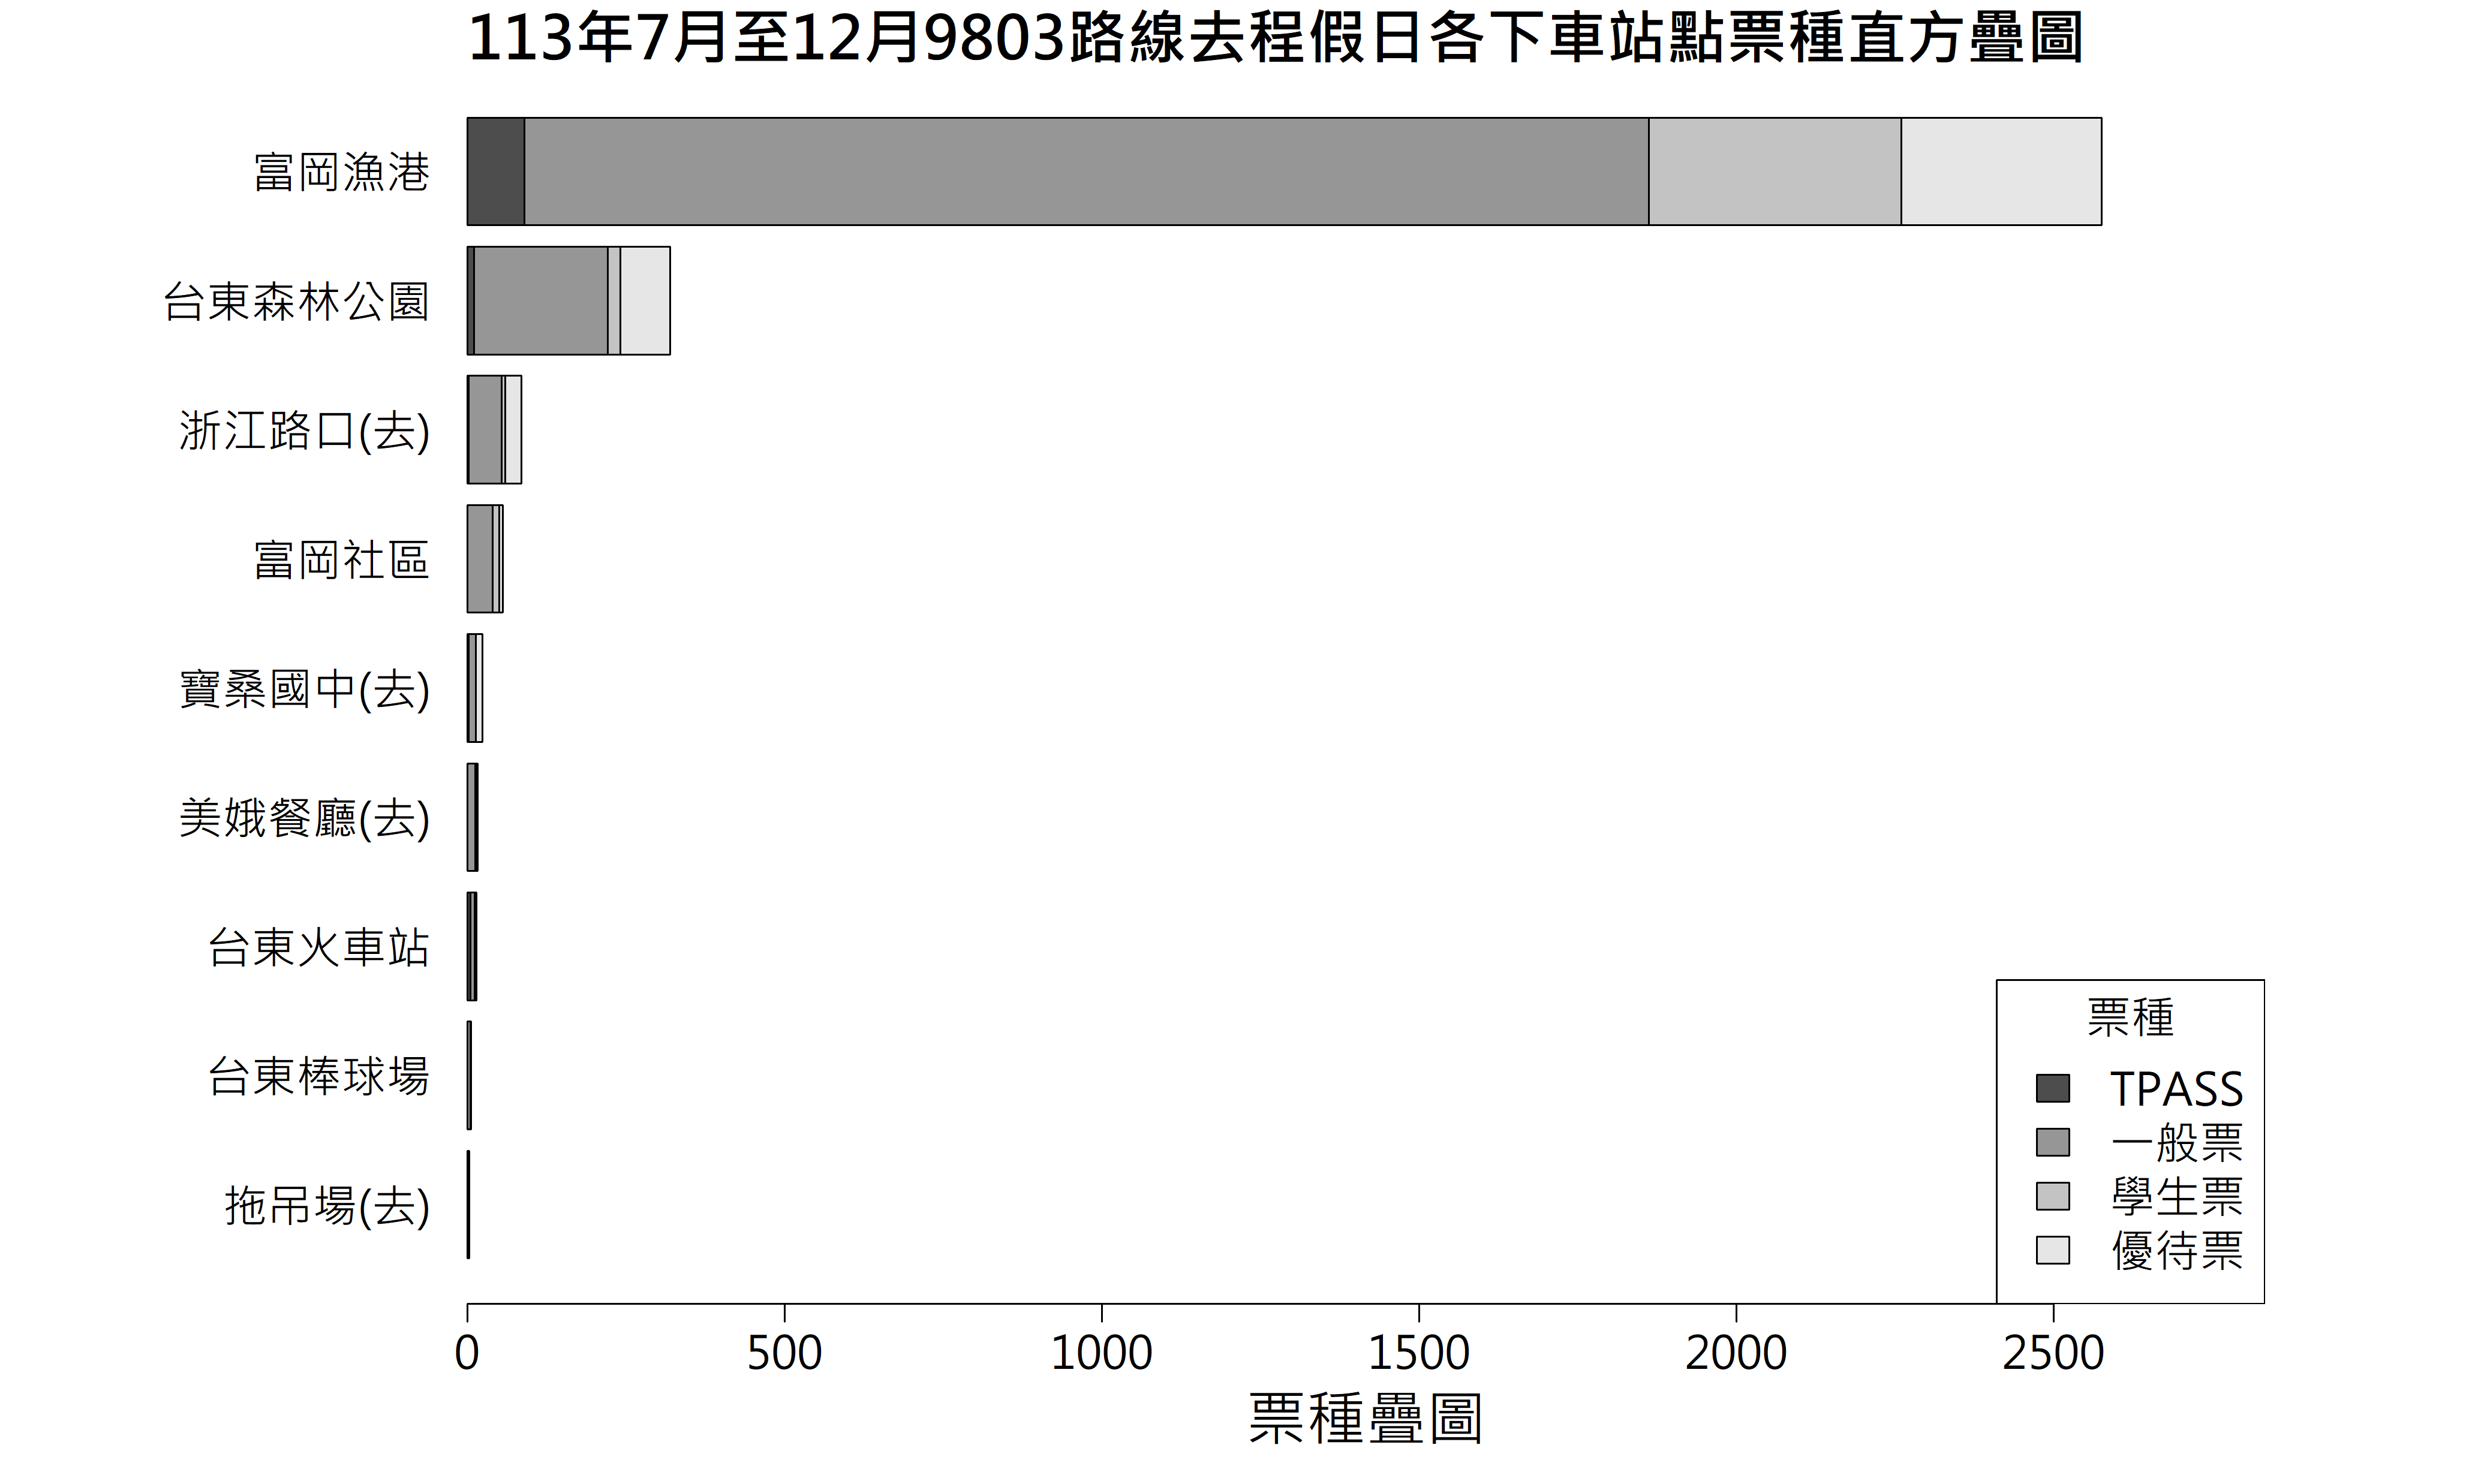 113年7月至12月9803路線去程假日各下車站點票種直方疊圖
富岡漁港
台東森林公園
浙江路口(去)
富岡社區
寶桑國中(去)
美娥餐廳(去)
台東火車站
台東棒球場
拖吊場(去)
票種
TPASS
一般票
學生票
優待票
0 500 1000 1500 2000 2500
票種疊圖